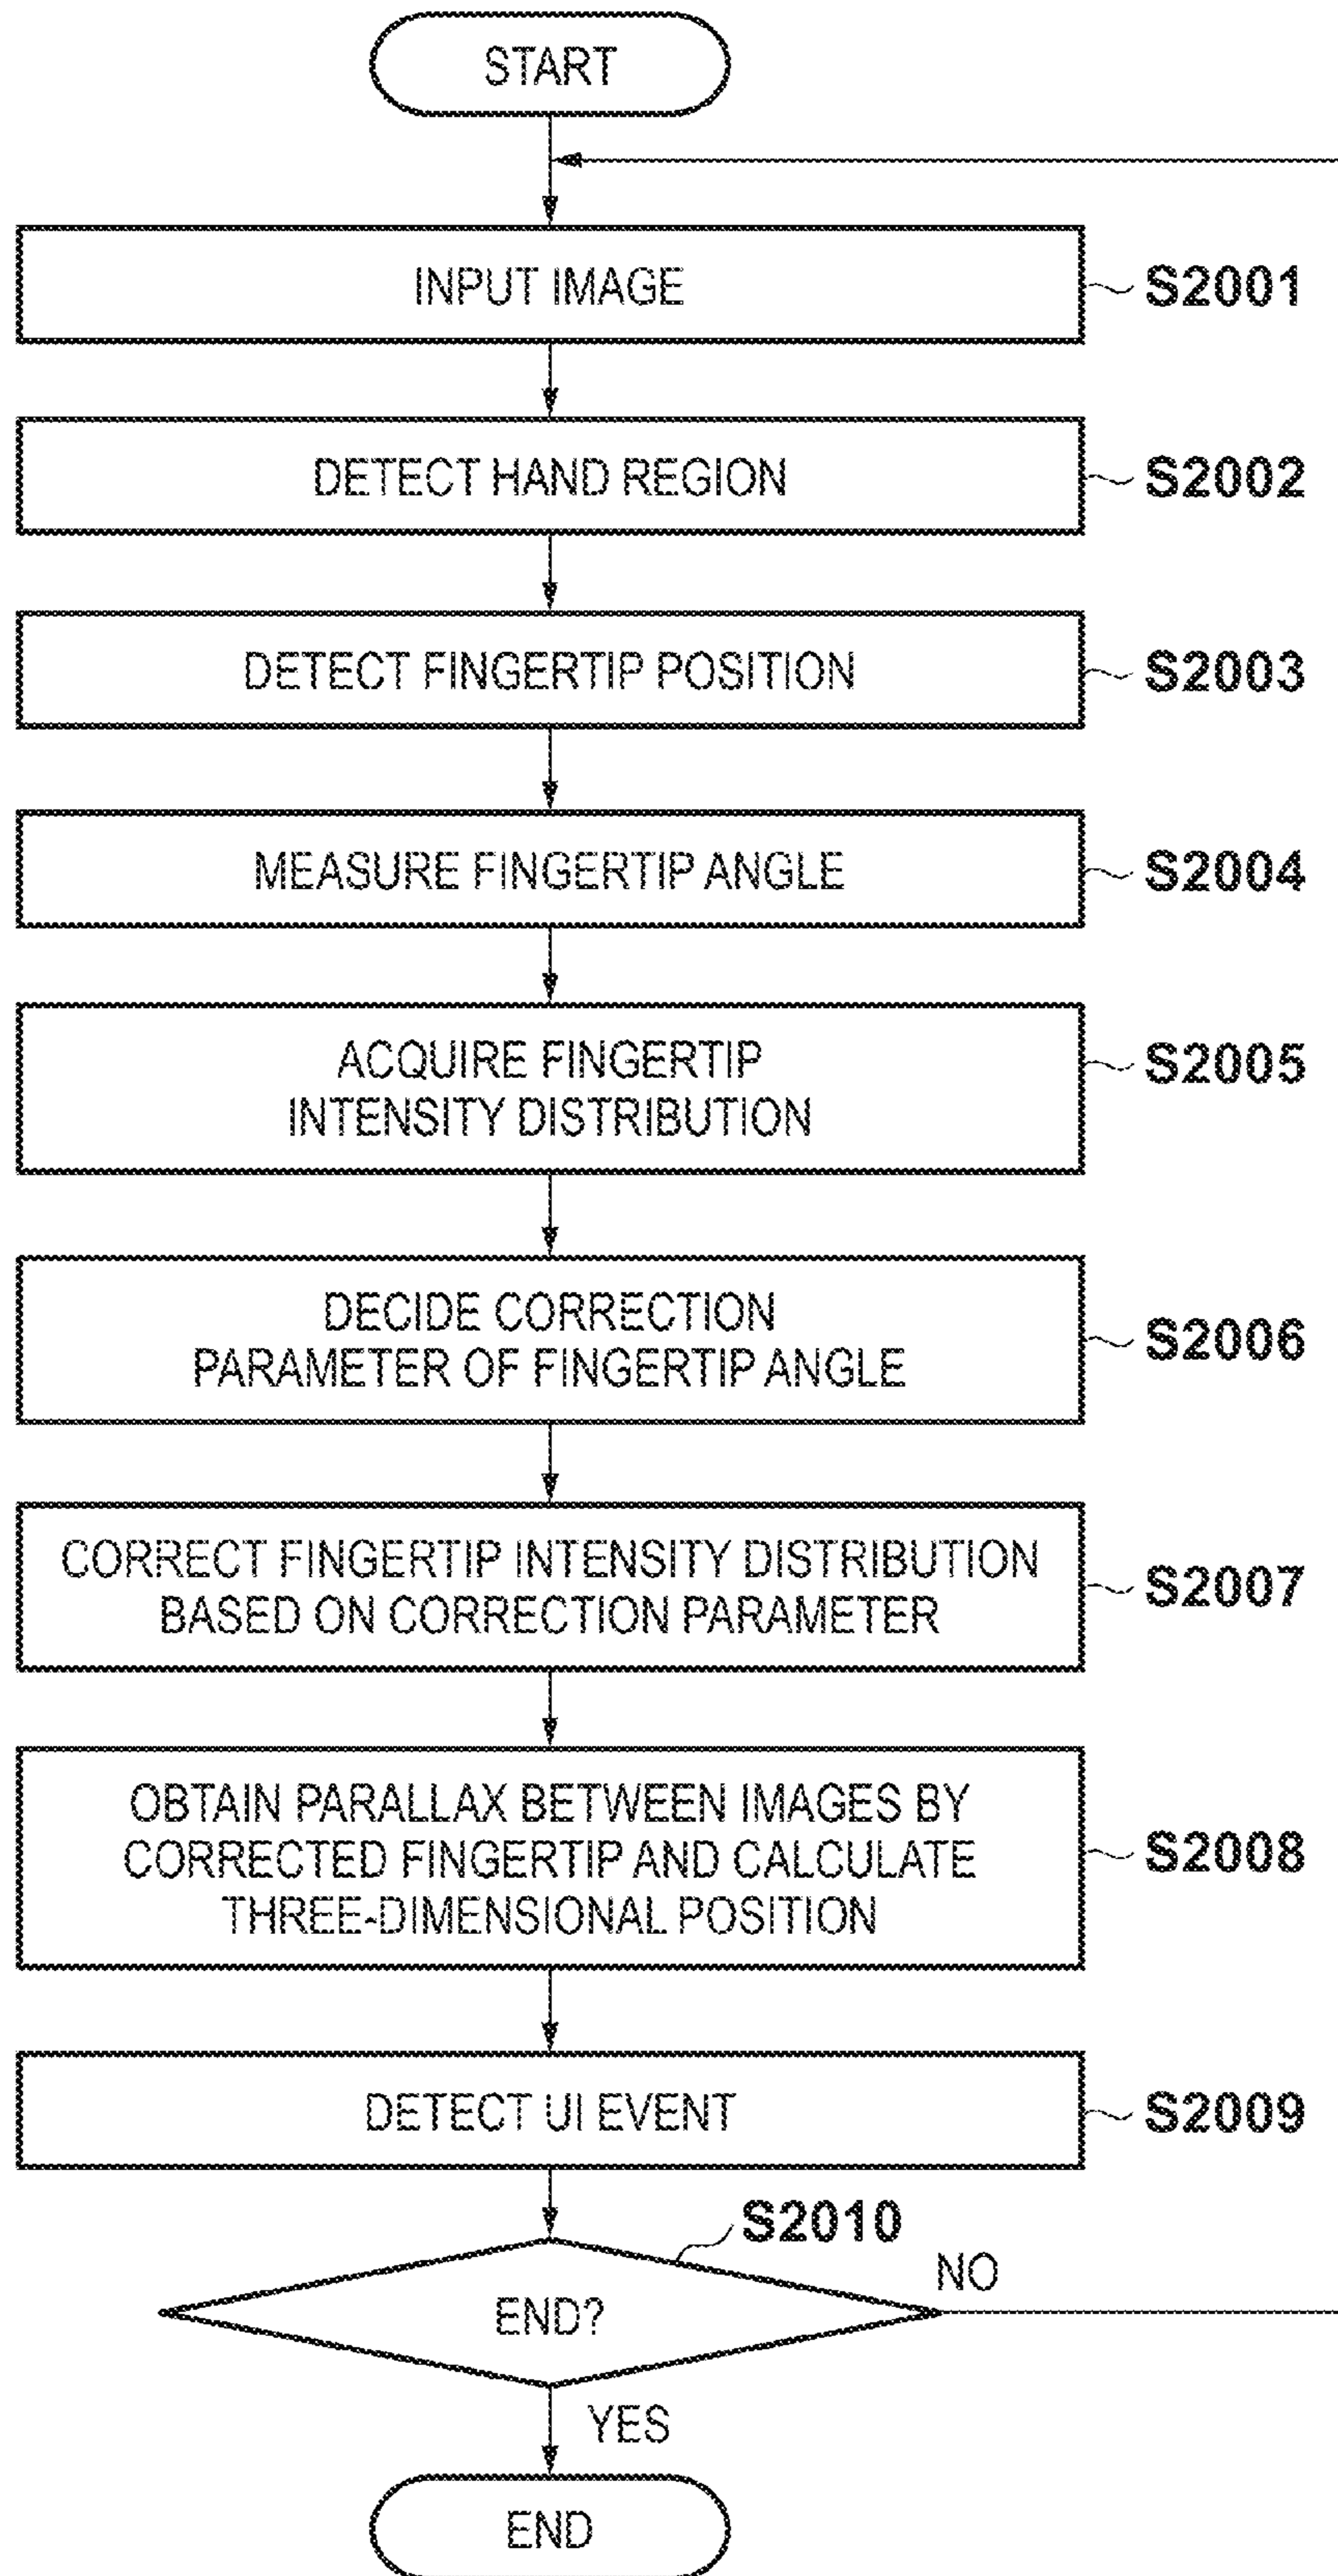 START
INPUT IMAGE
S2001
DETECT HAND REGION
S2002
DETECT FINGERTIP POSITION
S2003
MEASURE FINGERTIP ANGLE
S2004
ACQUIRE FINGERTIP
INTENSITY DISTRIBUTION
S2005
DECIDE CORRECTION
PARAMETER OF FINGERTIP ANGLE
S2006
CORRECT FINGERTIP INTENSITY DISTRIBUTION
BASED ON CORRECTION PARAMETER
S2007
OBTAIN PARALLAX BETWEEN IMAGES BY
CORRECTED FINGERTIP AND CALCULATE
THREE-DIMENSIONAL POSITION
S2008
DETECT UI EVENT
S2009
S2010
NO
END?
YES
END